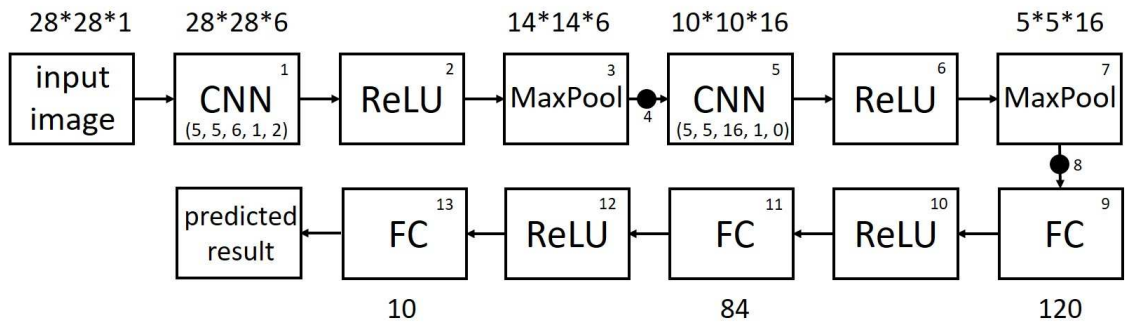 28*28*1
28*28*6
14*14*6
10*10*16
5*5*16
input
image
1
CNN
(5, 5, 6, 1, 2)
2
ReLU
3
MaxPool
4
5
CNN
(5, 5, 16, 1, 0)
6
ReLU
7
MaxPool
8
9
FC
10
ReLU
11
FC
12
ReLU
13
FC
predicted
result
10
84
120